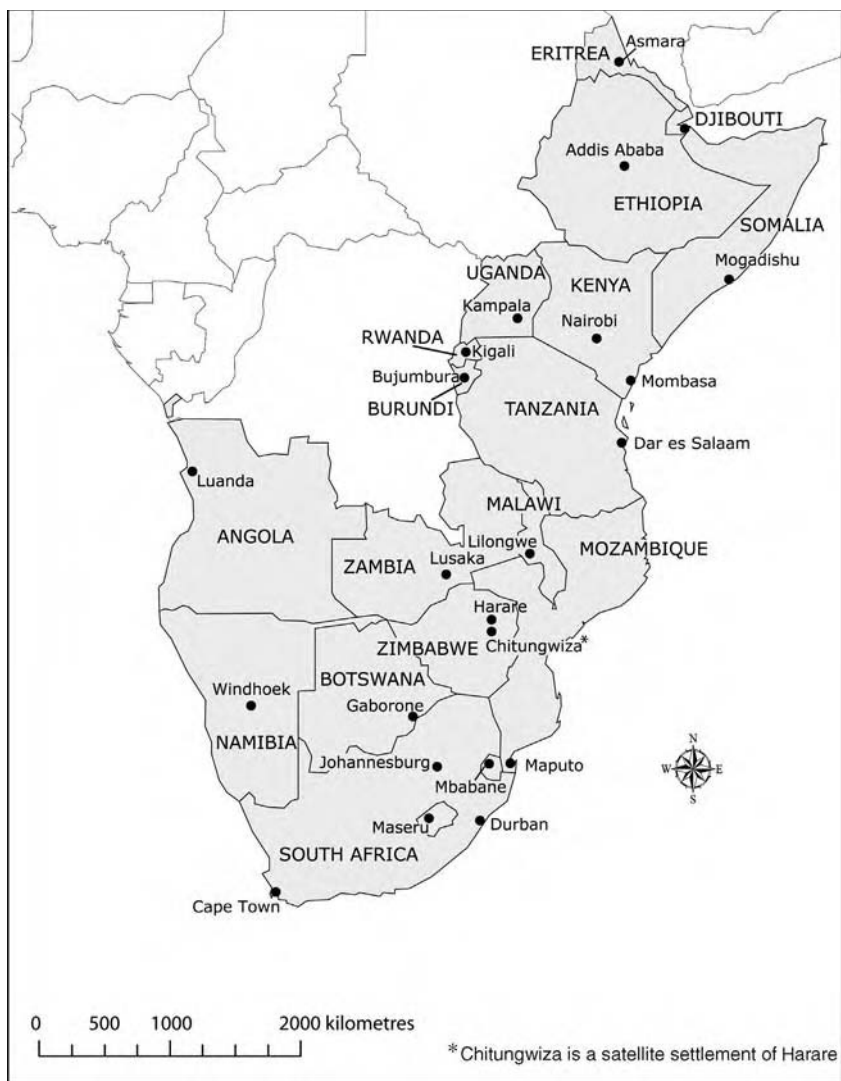 Asmara
ERITREA
DJIBOUTI
Addis Ababa
ETHIOPIA
SOMALIA
Mogadishu
UGANDA
KENYA
Kampala
Nairobi
RWANDA
Kigali
Bujumbura
Mombasa
BURUNDI
TANZANIA
Dar es Salaam
Luanda
MALAWI
ANGOLA
Lilongwe
MOZAMBIQUE
Lusaka
ZAMBIA
Harare
ZIMBABWE
Chitungwiza*
BOTSWANA
Windhoek
Gaborone
NAMIBIA
N
W
E
S
Johannesburg
Maputo
Mbabane
Maseru
Durban
SOUTH AFRICA
Cape Town
0 500 1000 2000 kilometres
*Chitungwiza is a satellite settlement of Harare